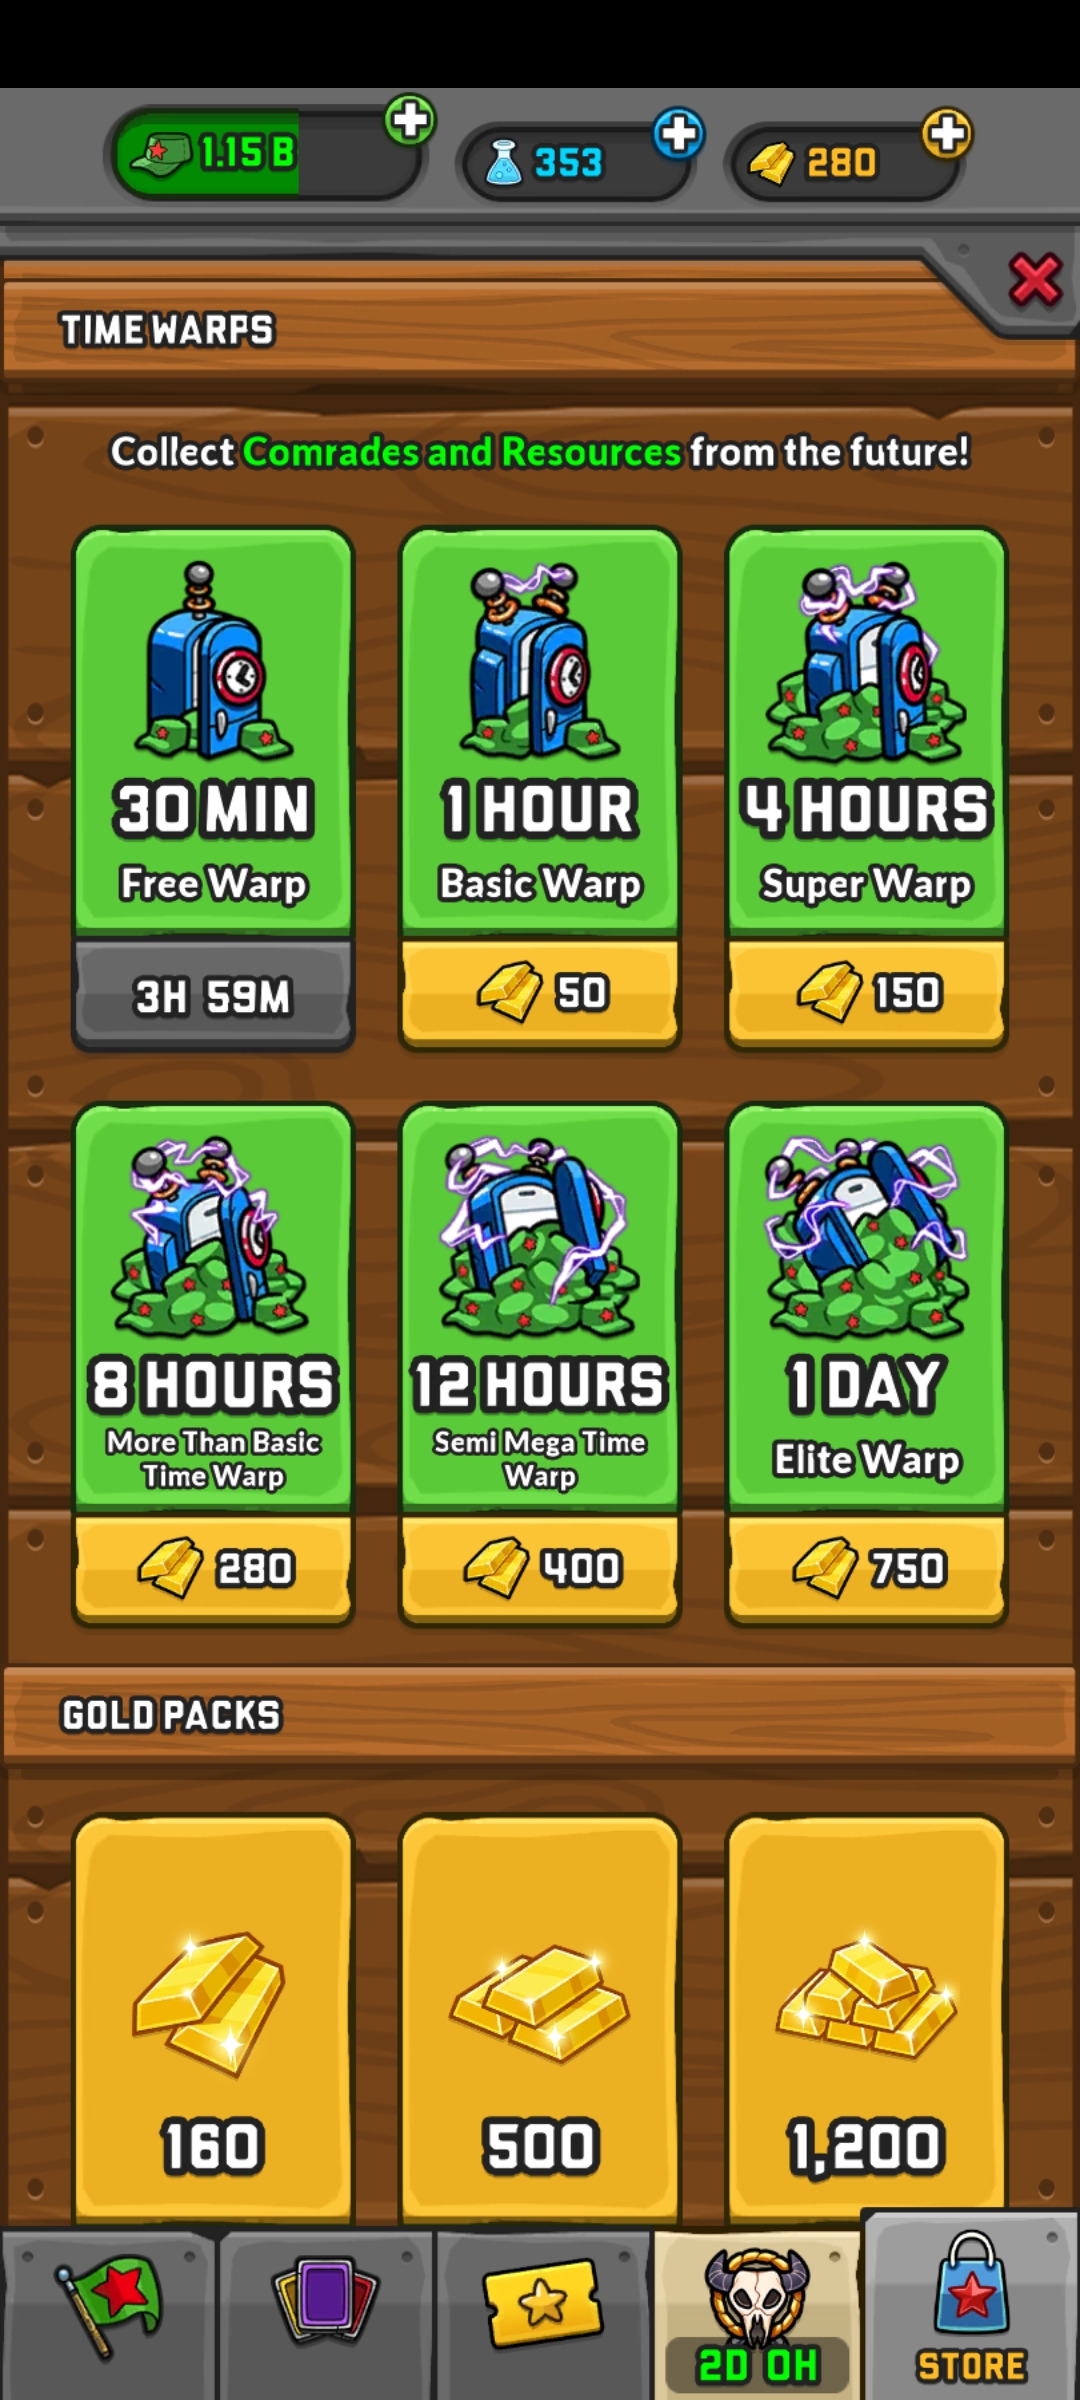 1.15 B
353
280
TIME WARPS
Collect Comrades and Resources from the future!
30 MIN
Free Warp
3H 59M
1 HOUR
Basic Warp
50
4 HOURS
Super Warp
150
8 HOURS
More Than Basic
Time Warp
280
12 HOURS
Semi Mega Time
Warp
400
1 DAY
Elite Warp
750
GOLD PACKS
160
500
1,200
2D 0H
STORE